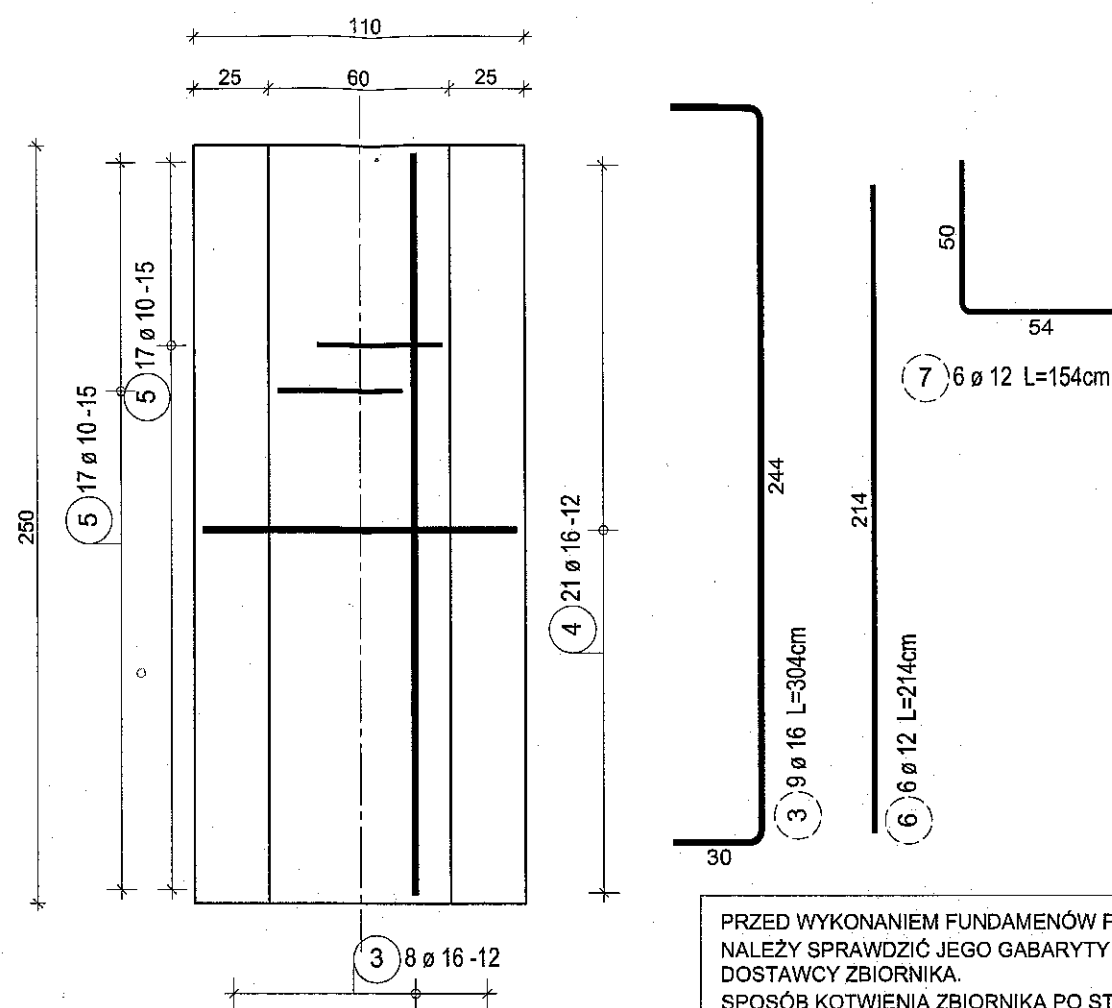 110
25 60 25
250
5 17 ø 10 -15
5 17 ø 10 -15
4 21 ø 16 -12
3 8 ø 16 -12
244
30
3 9 ø 16 L=304cm
214
6 6 ø 12 L=214cm
50
54
7 6 ø 12 L=154cm
PRZED WYKONANIEM FUNDAMENÓW
NALEŻY SPRAWDZIĆ JEGO GABARYTY
DOSTAWCY ZBIORNIKA.
SPOSÓB KOTWIENIA ZBIORNIKA PO